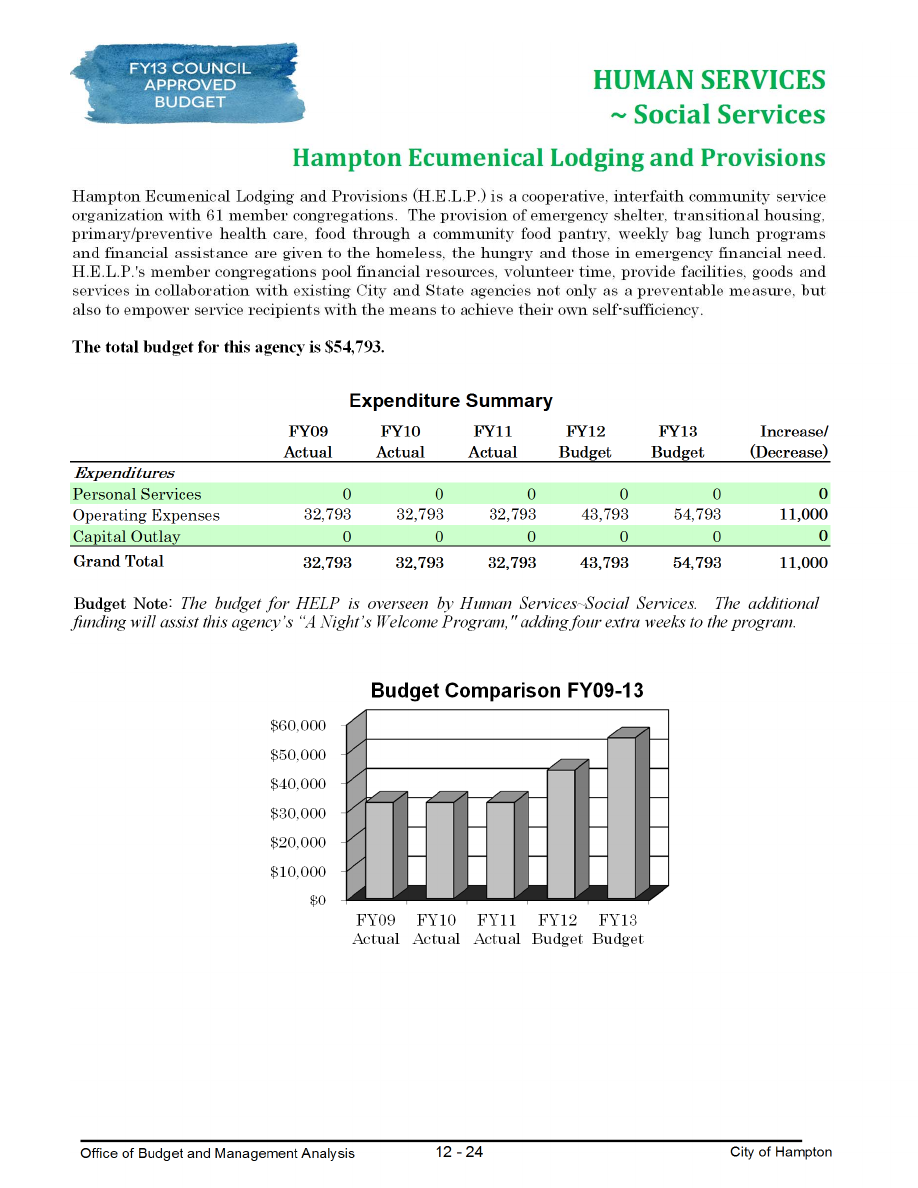 FY13 COUNCIL
APPROVED
BUDGET
HUMAN SERVICES
~ Social Services
Hampton Ecumenical Lodging and Provisions
Hampton Ecumenical Lodging and Provisions (H.E.L.P.) is a cooperative, interfaith community service
organization with 61 member congregations.  The provision of emergency shelter, transitional housing,
primary/preventive health care, food through a community food pantry, weekly bag lunch programs
and financial assistance are given to the homeless, the hungry and those in emergency financial need.
H.E.L.P.'s member congregations pool financial resources, volunteer time, provide facilities, goods and
services in collaboration with existing City and State agencies not only as a preventable measure, but
also to empower service recipients with the means to achieve their own self-sufficiency.
The total budget for this agency is $54,793.
Expenditure Summary
FY09 FY10 FY11 FY12 FY13 Increase/
Actual Actual Actual Budget Budget (Decrease)
Expenditures
Personal Services 0 0 0 0 0 0
Operating Expenses 32,793 32,793 32,793 43,793 54,793 11,000
Capital Outlay 0 0 0 0 0 0
Grand Total 32,793 32,793 32,793 43,793 54,793 11,000
Budget Note: The budget for HELP is overseen by Human Services~Social Services.  The additional
funding will assist this agency's “A Night's Welcome Program," adding four extra weeks to the program.
Budget Comparison FY09-13
$60,000
$50,000
$40,000
$30,000
$20,000
$10,000
$0
FY09 FY10 FY11 FY12 FY13
Actual Actual Actual Budget Budget
Office of Budget and Management Analysis 12 - 24 City of Hampton